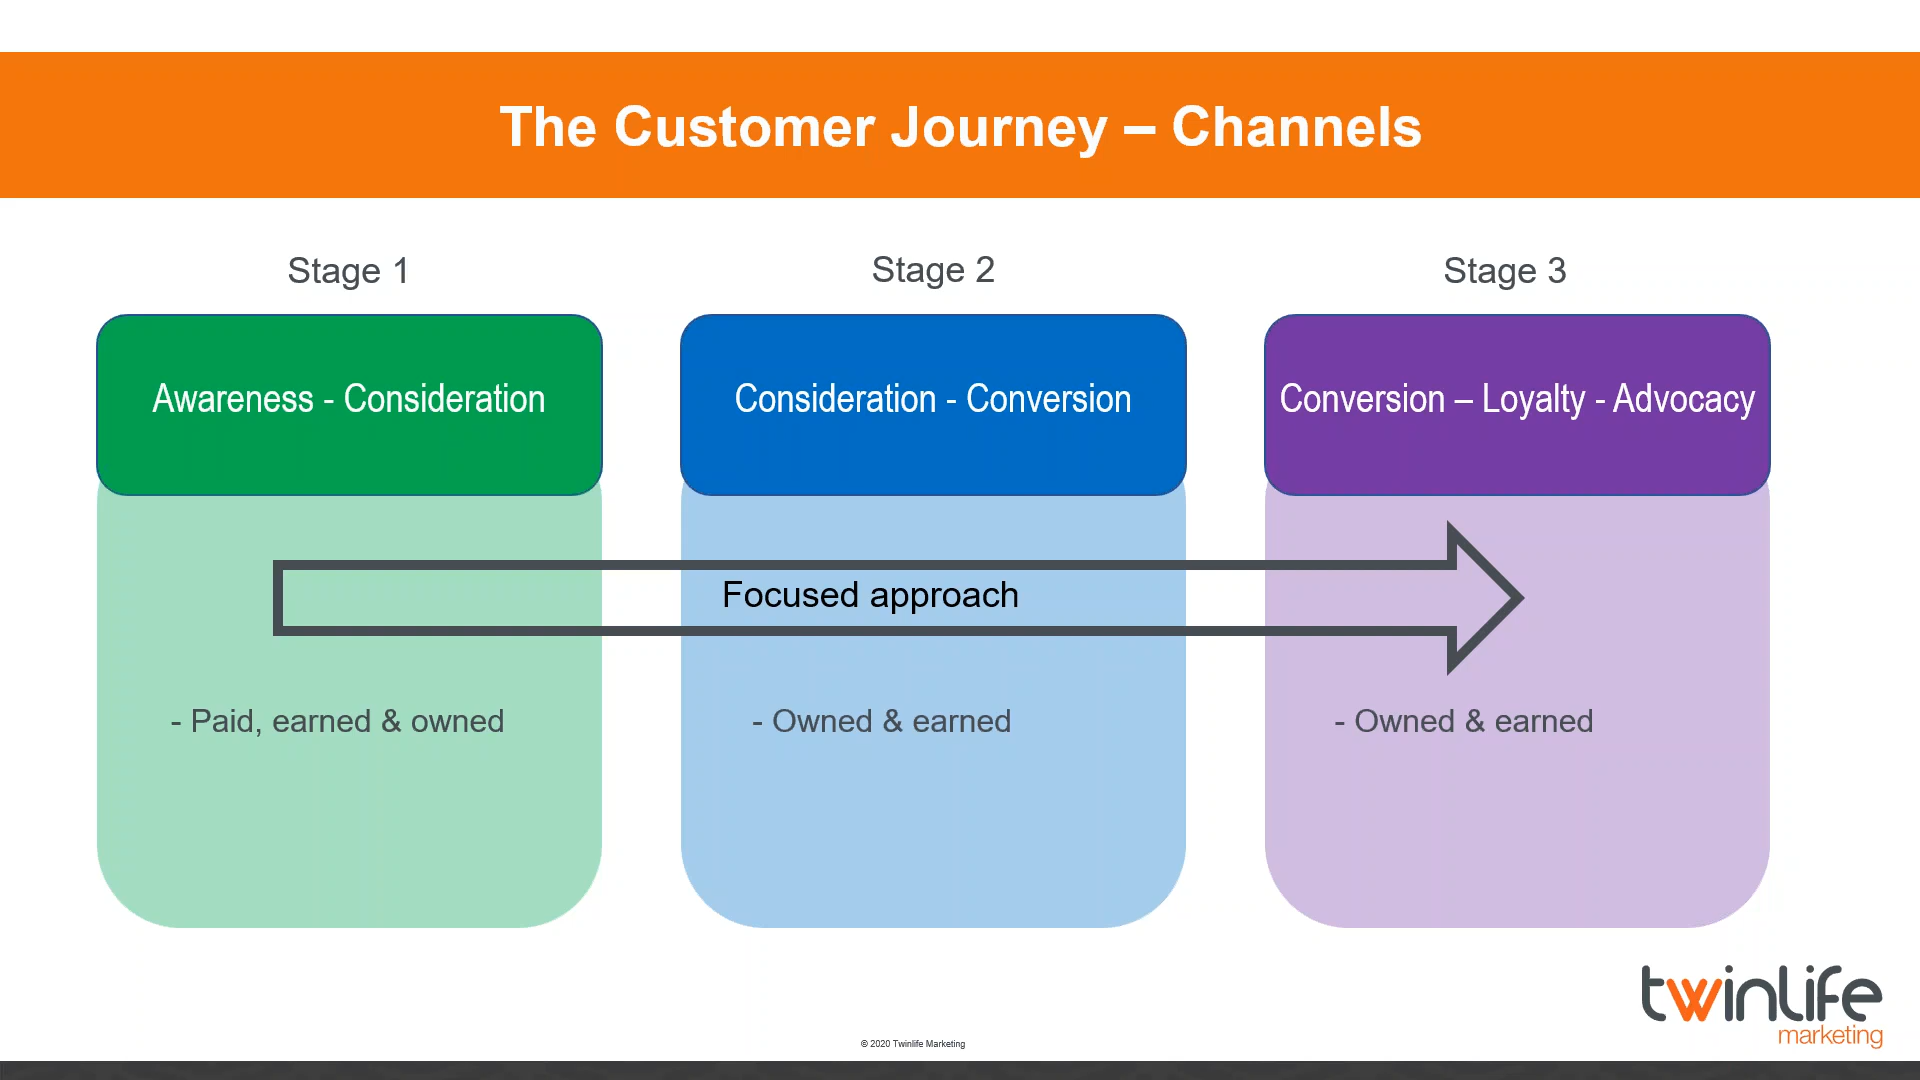 The Customer Journey – Channels
Stage 1
Stage 2
Stage 3
Awareness - Consideration
Consideration - Conversion
Conversion – Loyalty - Advocacy
Focused approach
- Paid, earned & owned
- Owned & earned
- Owned & earned
twinlife
marketing
© 2020 Twinlife Marketing